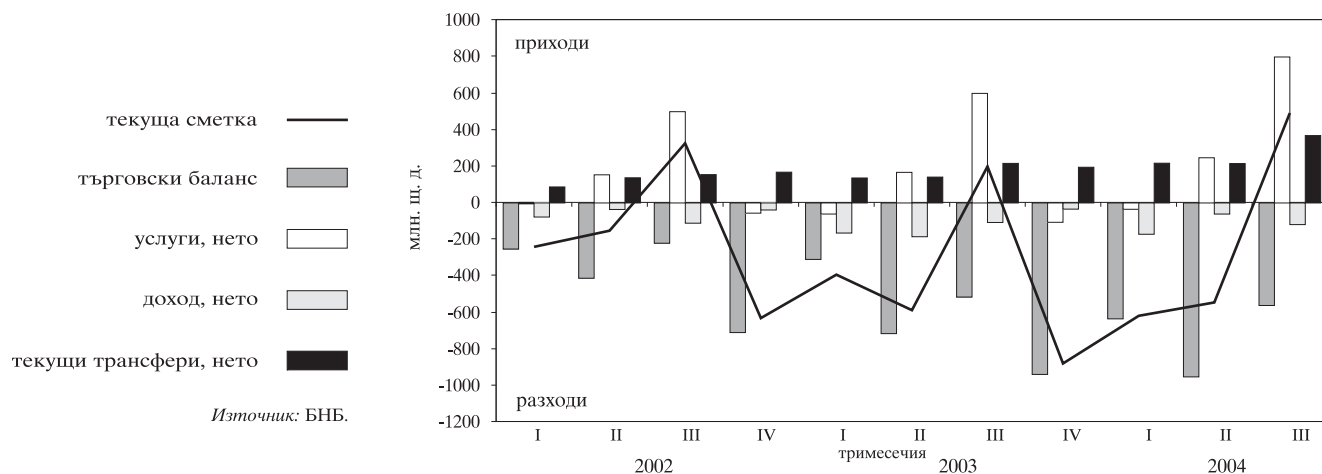 текуща сметка
търговски баланс
услуги, нето
доход, нето
текущи трансфери, нето
Източник: БНБ.
млн. щ. д.
1000
800
600
400
200
0
-200
-400
-600
-800
-1000
-1200
приходи
разходи
I II III IV I II III IV I II III
тримесечия
2002 2003 2004